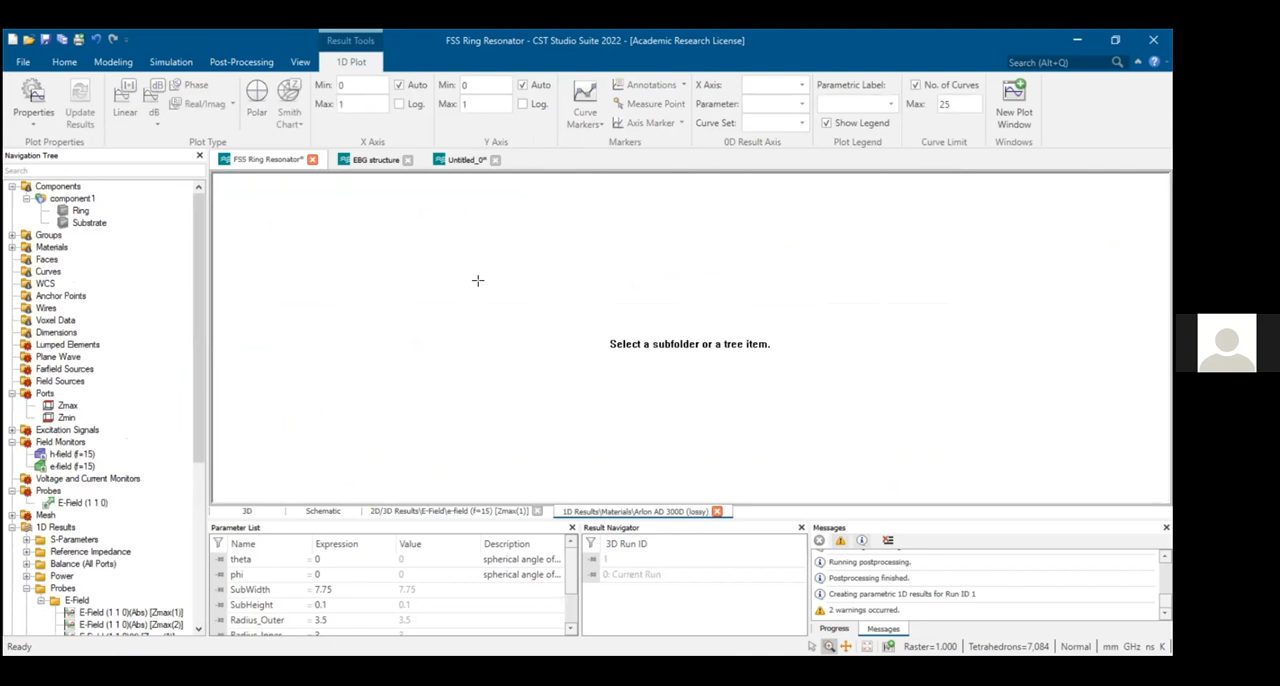 Result Tools
FSS Ring Resonator - CST Studio Suite 2022 - [Academic Research License]
File Home Modeling Simulation Post-Processing View 1D Plot Search (Alt+Q)
Properties Update Results Linear dB Phase Real/Imag Polar Smith Chart
Min: 0 Auto Min: 0 Auto
Max: 1 Log. Max: 1 Log.
Curve Markers Annotations Measure Point Axis Marker
X Axis:
Parameter:
Curve Set:
Parametric Label:
Show Legend
No. of Curves
Max: 25
New Plot Window
Plot Properties Plot Type X Axis Y Axis Markers 0D Result Axis Plot Legend Curve Limit Windows
Navigation Tree
Search
FSS Ring Resonator* EBG structure Untitled_0*
Components
component1
Ring
Substrate
Groups
Materials
Faces
Curves
WCS
Anchor Points
Wires
Voxel Data
Dimensions
Lumped Elements
Plane Wave
Farfield Sources
Field Sources
Ports
Zmax
Zmin
Excitation Signals
Field Monitors
h-field (f=15)
e-field (f=15)
Voltage and Current Monitors
Probes
E-Field (1 1 0)
Mesh
1D Results
S-Parameters
Reference Impedance
Balance (All Ports)
Power
Probes
E-Field
E-Field (1 1 0)(Abs) [Zmax(1)]
E-Field (1 1 0)(Abs) [Zmax(2)]
Select a subfolder or a tree item.
3D Schematic 2D/3D Results\E-Field\e-field (f=15) [Zmax(1)] 1D Results\Materials\Arlon AD 300D (lossy)
Parameter List
Name Expression Value Description
theta = 0 0 spherical angle of...
phi = 0 0 spherical angle of...
SubWidth = 7.75 7.75
SubHeight = 0.1 0.1
Radius_Outer = 3.5 3.5
Result Navigator
3D Run ID
1
0: Current Run
Messages
Running postprocessing.
Postprocessing finished.
Creating parametric 1D results for Run ID 1
2 warnings occurred.
Progress Messages
Ready Raster=1.000 Tetrahedrons=7,084 Normal mm GHz ns K